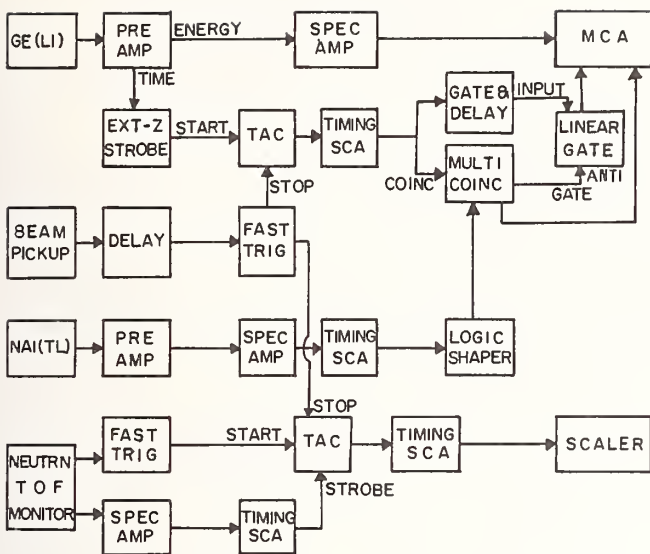 GE(LI)
PRE
AMP
ENERGY
SPEC
AMP
MCA
TIME
EXT-Z
STROBE
START
TAC
TIMING
SCA
GATE &
DELAY
INPUT
LINEAR
GATE
COINC
MULTI
COINC
ANTI
GATE
STOP
BEAM
PICKUP
DELAY
FAST
TRIG
NAI(TL)
PRE
AMP
SPEC
AMP
TIMING
SCA
LOGIC
SHAPER
STOP
NEUTRN
TOF
MONITOR
FAST
TRIG
START
TAC
TIMING
SCA
SCALER
STROBE
SPEC
AMP
TIMING
SCA